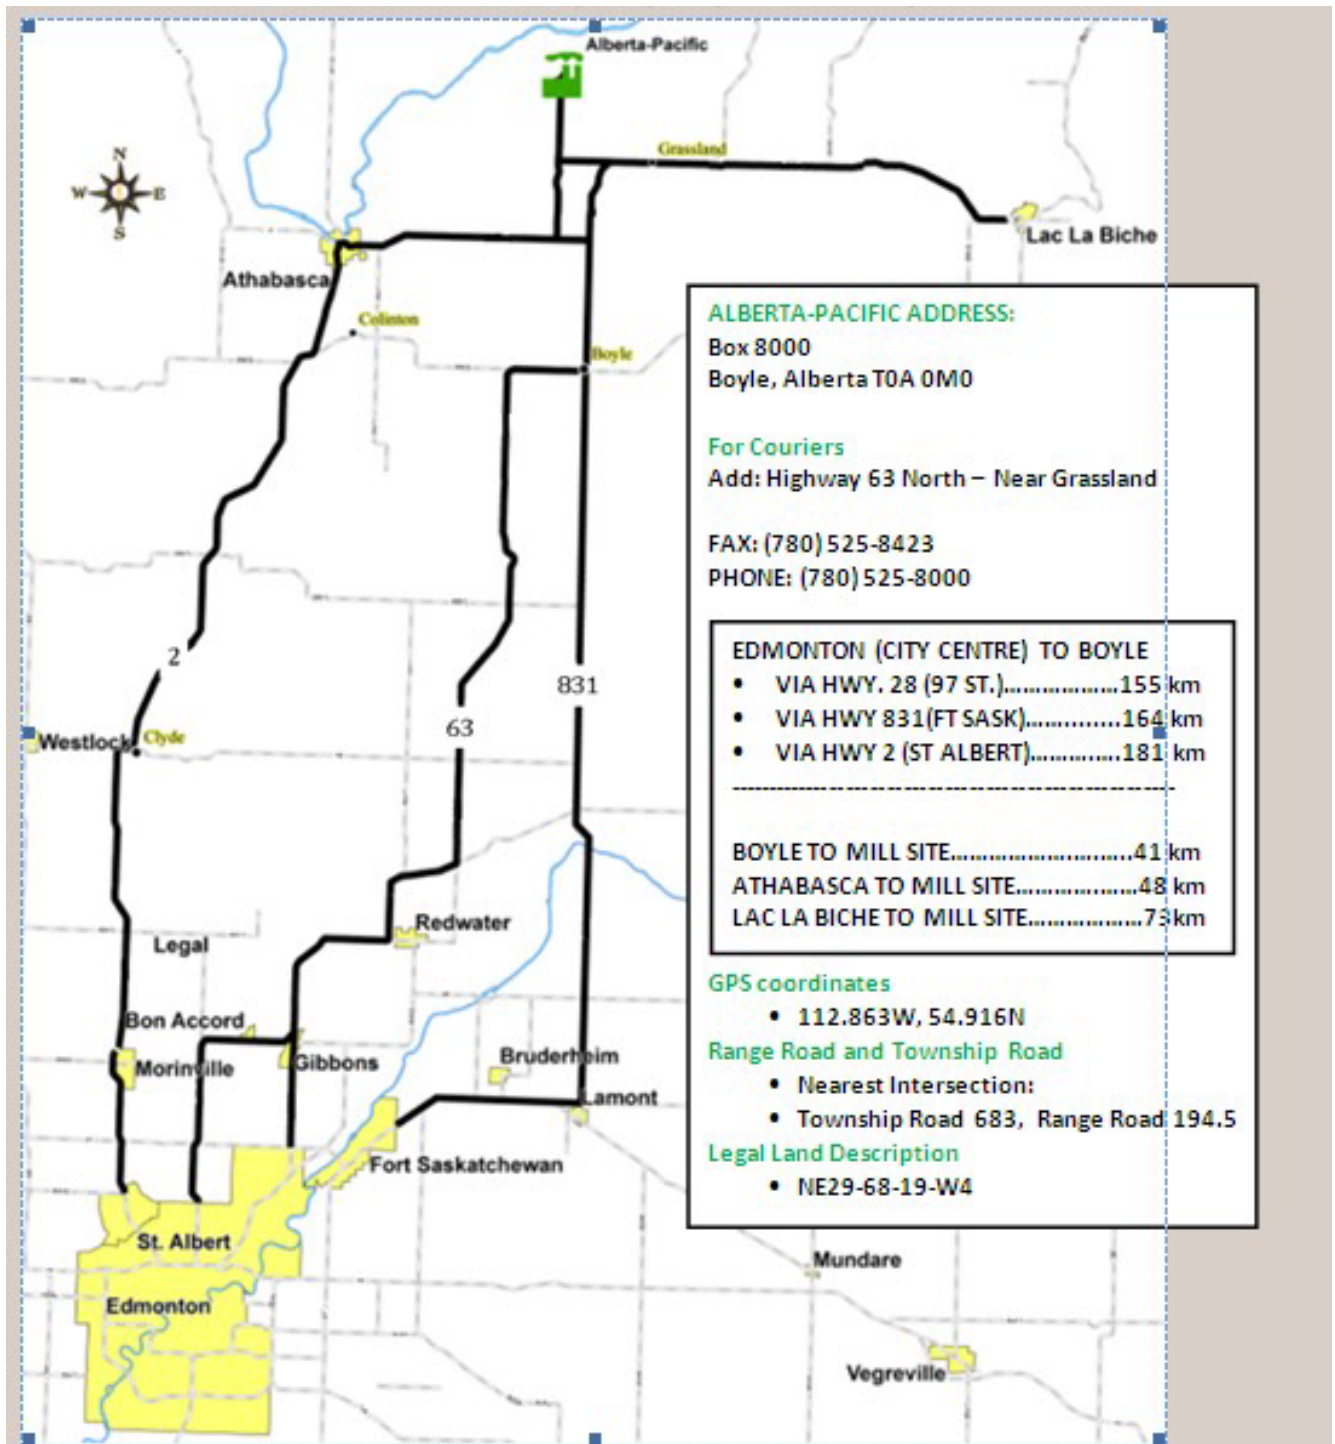 Alberta-Pacific
Grassland
N
W E
S
Lac La Biche
Athabasca
Colinton
Boyle
ALBERTA-PACIFIC ADDRESS:
Box 8000
Boyle, Alberta T0A 0M0
For Couriers
Add: Highway 63 North – Near Grassland
FAX: (780) 525-8423
PHONE: (780) 525-8000
EDMONTON (CITY CENTRE) TO BOYLE
• VIA HWY. 28 (97 ST.)....................155 km
• VIA HWY 831(FT SASK)...............164 km
• VIA HWY 2 (ST ALBERT)...............181 km
------------------------------------------------------------
BOYLE TO MILL SITE..............................41 km
ATHABASCA TO MILL SITE....................48 km
LAC LA BICHE TO MILL SITE...................73km
GPS coordinates
• 112.863W, 54.916N
Range Road and Township Road
• Nearest Intersection:
• Township Road 683, Range Road 194.5
Legal Land Description
• NE29-68-19-W4
2
831
63
Westlock
Clyde
Redwater
Legal
Bon Accord
Morinville
Gibbons
Bruderheim
Lamont
Fort Saskatchewan
St. Albert
Edmonton
Mundare
Vegreville